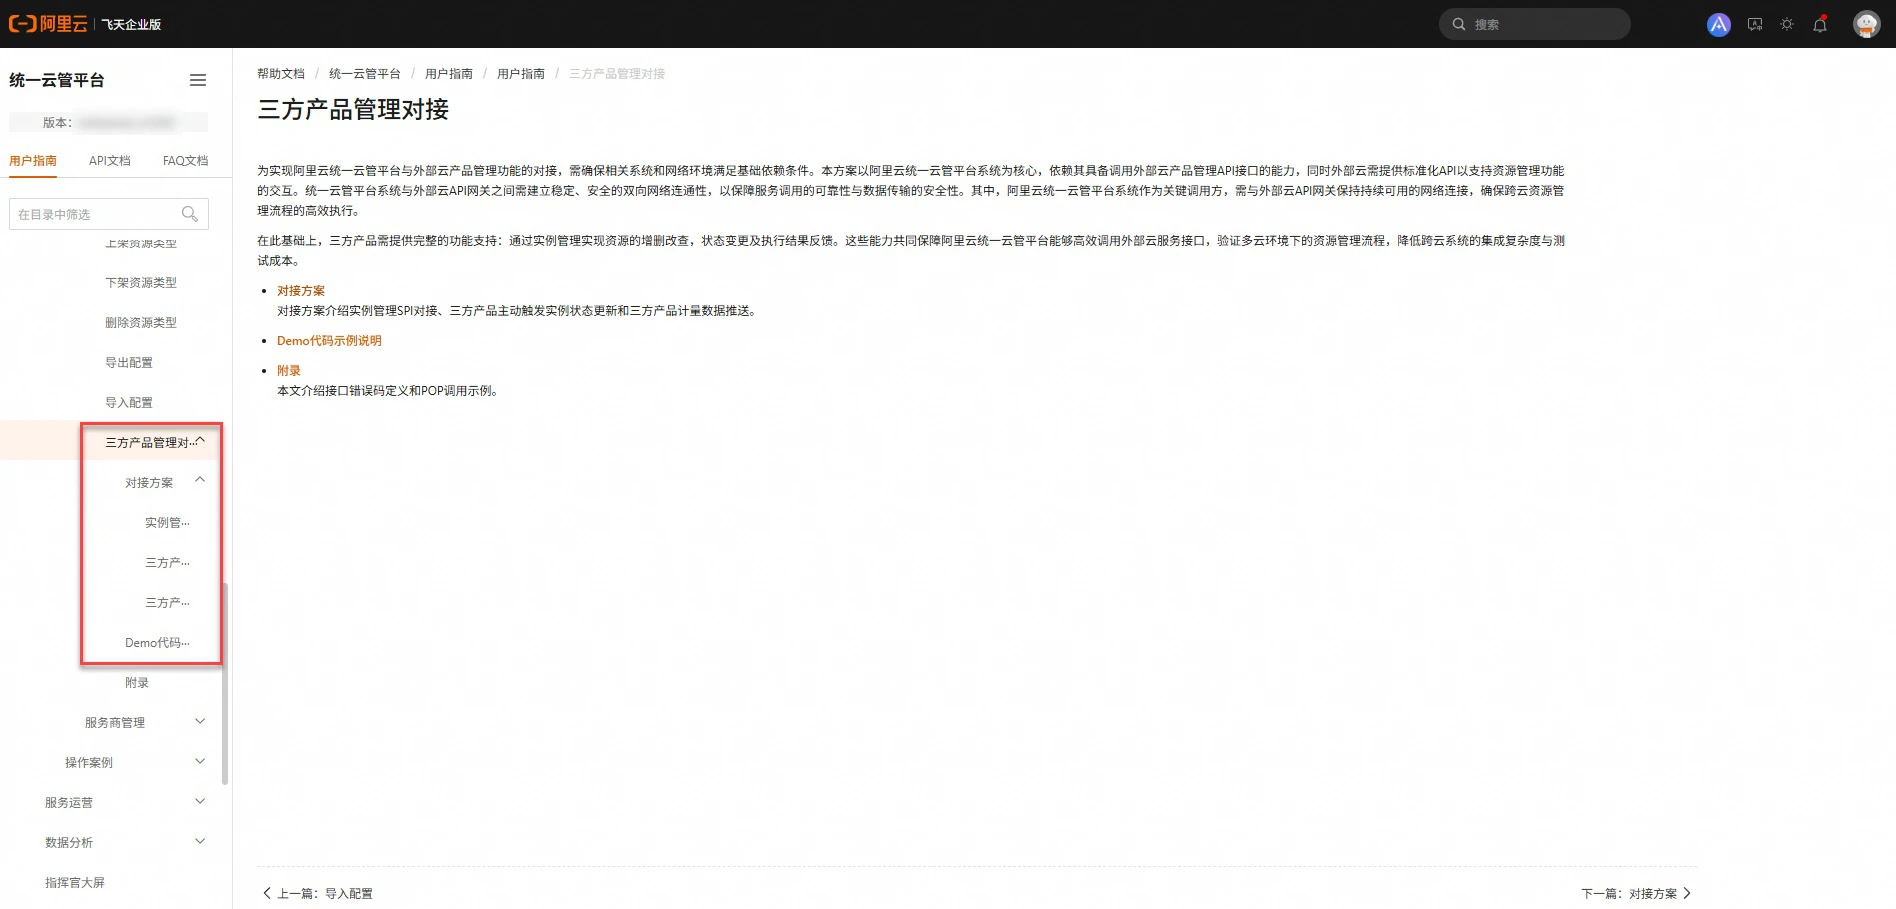 阿里云 飞天企业版
搜索
统一云管平台
版本：
用户指南 API文档 FAQ文档
在目录中筛选
上架资源类型
下架资源类型
删除资源类型
导出配置
导入配置
三方产品管理对...
对接方案
实例管...
三方产...
三方产...
Demo代码...
附录
服务商管理
操作案例
服务运营
数据分析
指挥官大屏
帮助文档 / 统一云管平台 / 用户指南 / 用户指南 / 三方产品管理对接
三方产品管理对接
为实现阿里云统一云管平台与外部云产品管理功能的对接，需确保相关系统和网络环境满足基础依赖条件。本方案以阿里云统一云管平台系统为核心，依赖其具备调用外部云产品管理API接口的能力，同时外部云需提供标准化API以支持资源管理功能
的交互。统一云管平台系统与外部云API网关之间需建立稳定、安全的双向网络连通性，以保障服务调用的可靠性与数据传输的安全性。其中，阿里云统一云管平台系统作为关键调用方，需与外部云API网关保持持续可用的网络连接，确保跨云资源管
理流程的高效执行。
在此基础上，三方产品需提供完整的功能支持：通过实例管理实现资源的增删改查，状态变更及执行结果反馈。这些能力共同保障阿里云统一云管平台能够高效调用外部云服务接口，验证多云环境下的资源管理流程，降低跨云系统的集成复杂度与测
试成本。
• 对接方案
对接方案介绍实例管理SPI对接、三方产品主动触发实例状态更新和三方产品计量数据推送。
• Demo代码示例说明
• 附录
本文介绍接口错误码定义和POP调用示例。
上一篇：导入配置
下一篇：对接方案